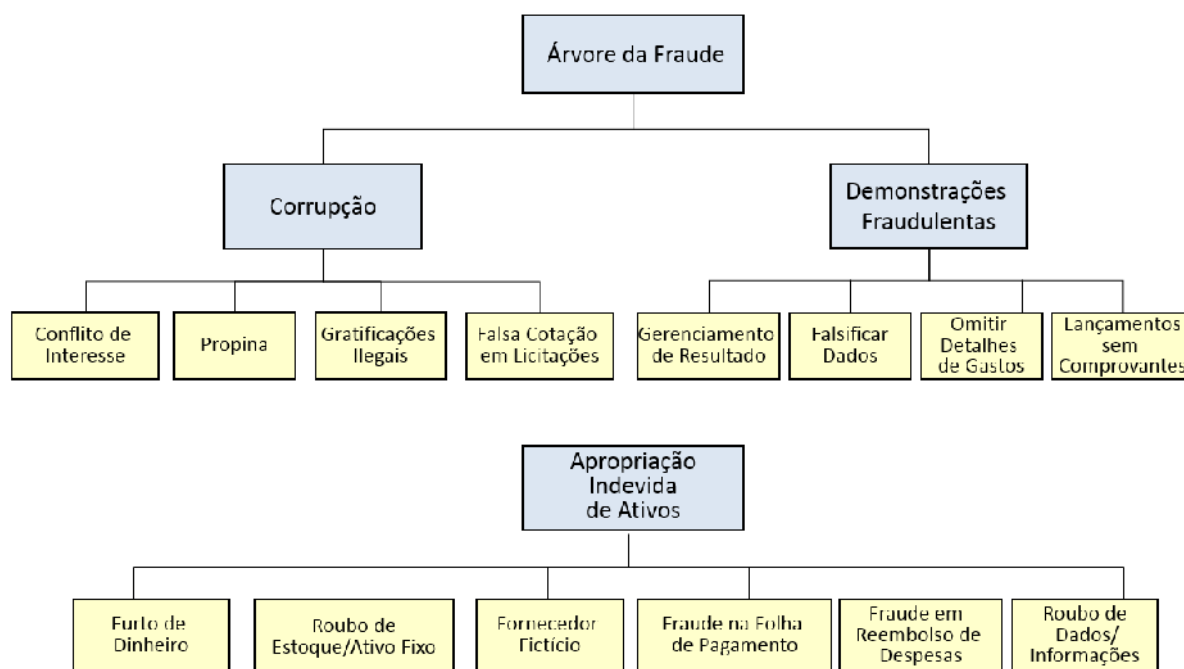 Árvore da Fraude
Corrupção
Demonstrações
Fraudulentas
Conflito de
Interesse
Propina
Gratificações
Ilegais
Falsa Cotação
em Licitações
Gerenciamento
de Resultado
Falsificar
Dados
Omitir
Detalhes
de Gastos
Lançamentos
sem
Comprovantes
Apropriação
Indevida
de Ativos
Furto de
Dinheiro
Roubo de
Estoque/Ativo Fixo
Fornecedor
Fictício
Fraude na Folha
de Pagamento
Fraude em
Reembolso de
Despesas
Roubo de
Dados/
Informações